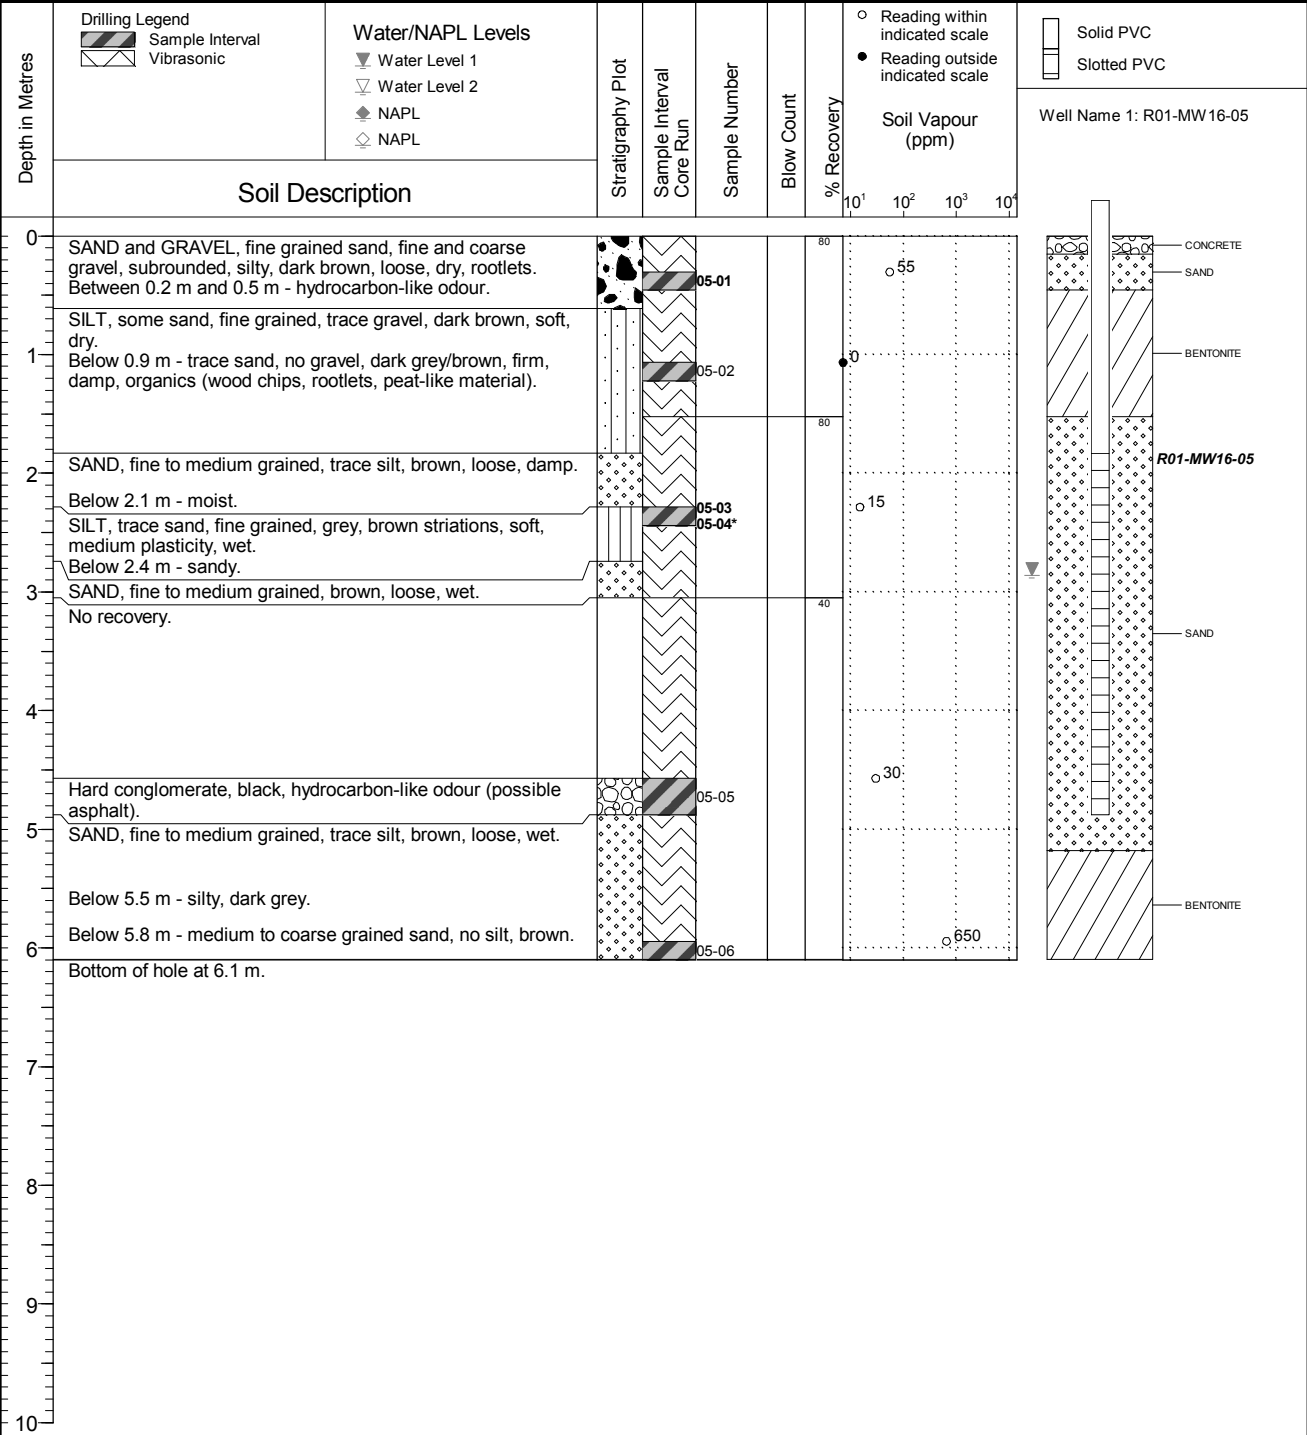 Drilling Legend
Sample Interval
Vibrasonic
Water/NAPL Levels
Water Level 1
Water Level 2
NAPL
NAPL
Depth in Metres
Soil Description
Stratigraphy Plot
Sample Interval
Core Run
Sample Number
Blow Count
% Recovery
Reading within
indicated scale
Reading outside
indicated scale
Soil Vapour
(ppm)
10¹ 10² 10³ 10⁴
Solid PVC
Slotted PVC
Well Name 1: R01-MW16-05
0
SAND and GRAVEL, fine grained sand, fine and coarse
gravel, subrounded, silty, dark brown, loose, dry, rootlets.
Between 0.2 m and 0.5 m - hydrocarbon-like odour.
05-01
80
55
CONCRETE
SAND
SILT, some sand, fine grained, trace gravel, dark brown, soft,
dry.
1
Below 0.9 m - trace sand, no gravel, dark grey/brown, firm,
damp, organics (wood chips, rootlets, peat-like material).
05-02
0
BENTONITE
80
SAND, fine to medium grained, trace silt, brown, loose, damp.
R01-MW16-05
2
Below 2.1 m - moist.
05-03
15
SILT, trace sand, fine grained, grey, brown striations, soft,
medium plasticity, wet.
05-04*
Below 2.4 m - sandy.
3
SAND, fine to medium grained, brown, loose, wet.
40
No recovery.
SAND
4
30
Hard conglomerate, black, hydrocarbon-like odour (possible
asphalt).
05-05
5
SAND, fine to medium grained, trace silt, brown, loose, wet.
Below 5.5 m - silty, dark grey.
BENTONITE
Below 5.8 m - medium to coarse grained sand, no silt, brown.
650
6
05-06
Bottom of hole at 6.1 m.
7
8
9
10